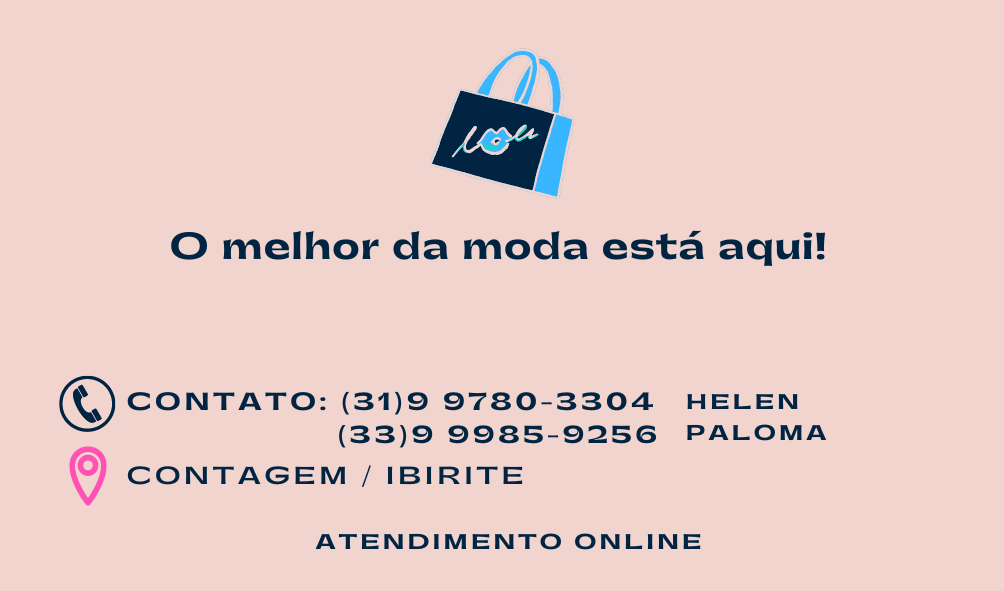 O melhor da moda está aqui!
CONTATO: (31)9 9780-3304 HELEN
(33)9 9985-9256 PALOMA
CONTAGEM / IBIRITE
ATENDIMENTO ONLINE